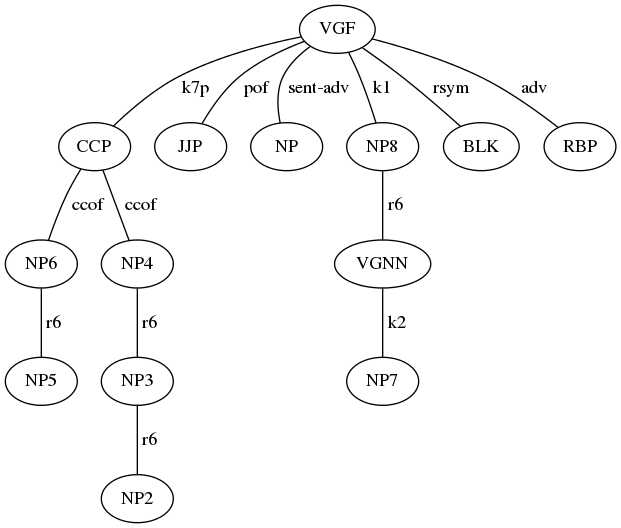 VGF
k7p pof sent-adv k1 rsym adv
CCP JJP NP NP8 BLK RBP
ccof ccof r6
NP6 NP4 VGNN
r6 r6 k2
NP5 NP3 NP7
r6
NP2